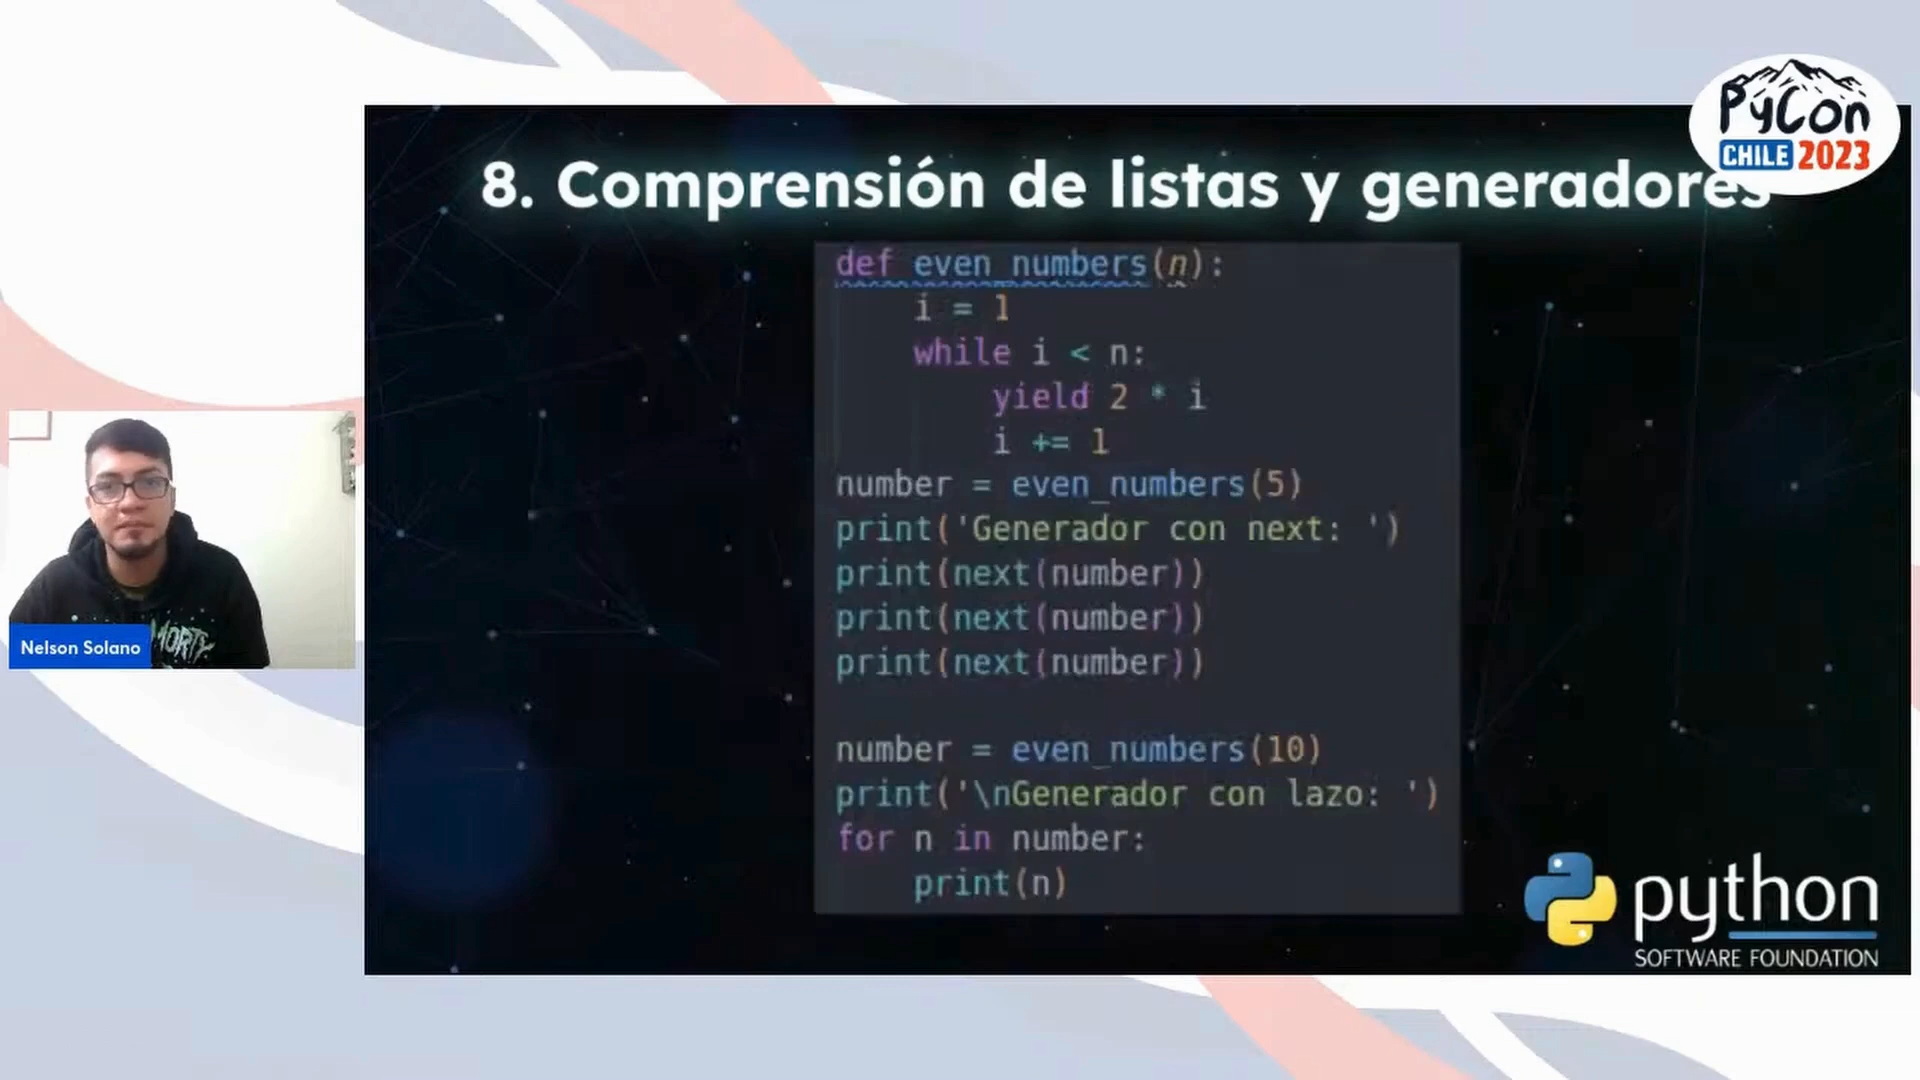 PyCon
CHILE 2023
8. Comprensión de listas y generadores
def even_numbers(n):
    i = 1
    while i < n:
        yield 2 * i
        i += 1
number = even_numbers(5)
print('Generador con next: ')
print(next(number))
print(next(number))
print(next(number))
number = even_numbers(10)
print('\nGenerador con lazo: ')
for n in number:
    print(n)
MORTY
Nelson Solano
python
SOFTWARE FOUNDATION